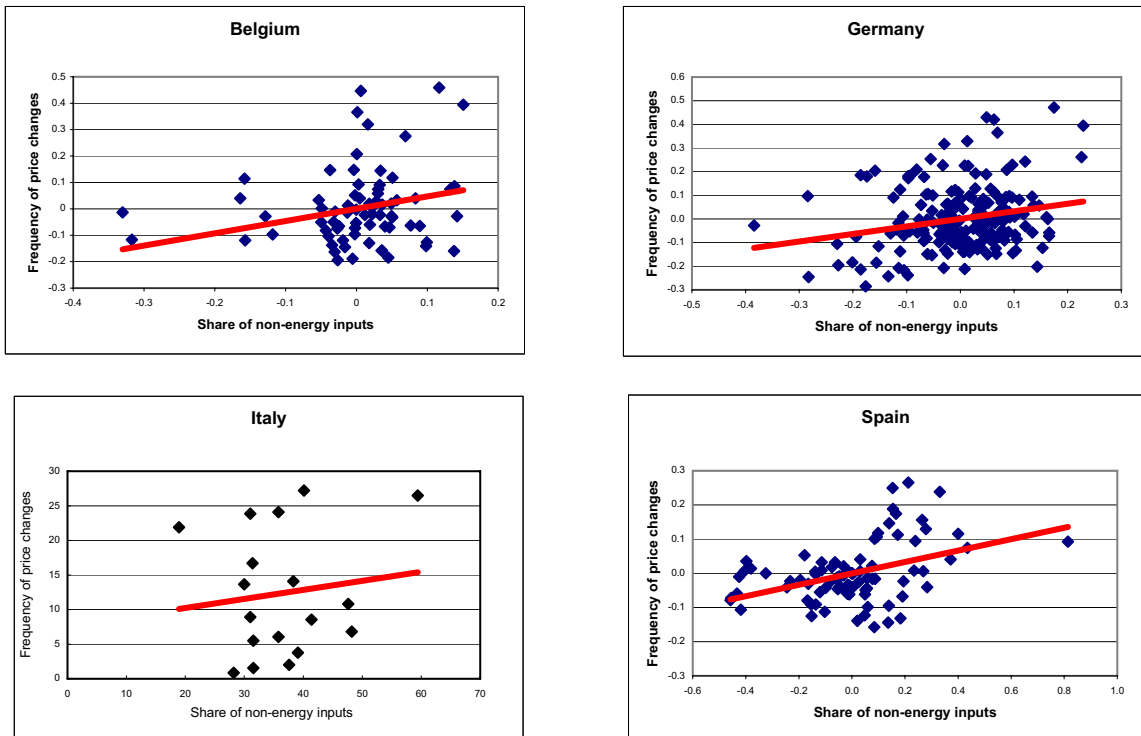 Belgium
Frequency of price changes
0.5
0.4
0.3
0.2
0.1
0
-0.1
-0.2
-0.3
-0.4 -0.3 -0.2 -0.1 0 0.1 0.2
Share of non-energy inputs
Germany
Frequency of price changes
0.6
0.5
0.4
0.3
0.2
0.1
0.0
-0.1
-0.2
-0.3
-0.4 -0.3 -0.2 -0.1 0.0 0.1 0.2 0.3
Share of non-energy inputs
Italy
Frequency of price changes
30
25
20
15
10
5
0
0 10 20 30 40 50 60 70
Share of non-energy inputs
Spain
Frequency of price changes
0.3
0.2
0.1
0.0
-0.1
-0.2
-0.3
-0.6 -0.4 -0.2 0.0 0.2 0.4 0.6 0.8 1.0
Share of non-energy inputs